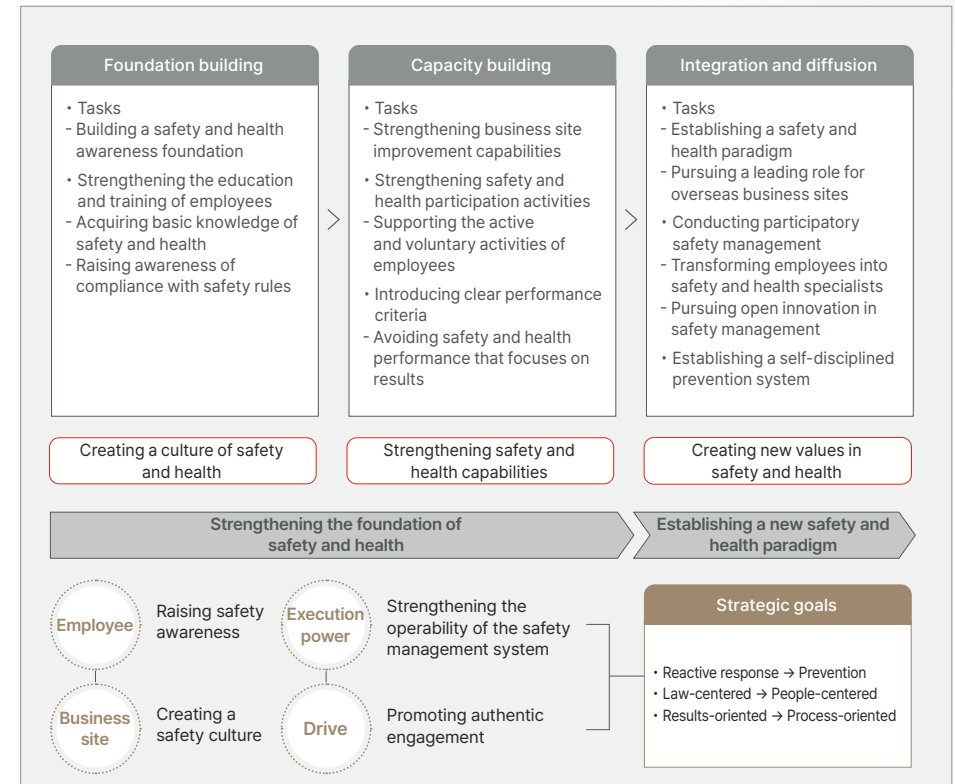 Foundation building
• Tasks
- Building a safety and health
awareness foundation
• Strengthening the education
and training of employees
- Acquiring basic knowledge of
safety and health
- Raising awareness of
compliance with safety rules
Capacity building
• Tasks
- Strengthening business site
improvement capabilities
• Strengthening safety and
health participation activities
- Supporting the active
and voluntary activities of
employees
• Introducing clear performance
criteria
- Avoiding safety and health
performance that focuses on
results
Integration and diffusion
• Tasks
- Establishing a safety and
health paradigm
- Pursuing a leading role for
overseas business sites
• Conducting participatory
safety management
- Transforming employees into
safety and health specialists
- Pursuing open innovation in
safety management
• Establishing a self-disciplined
prevention system
Creating a culture of safety
and health
Strengthening safety and
health capabilities
Creating new values in
safety and health
Strengthening the foundation of
safety and health
Establishing a new safety and
health paradigm
Employee
Raising safety
awareness
Business
site
Creating a
safety culture
Execution
power
Strengthening the
operability of the safety
management system
Drive
Promoting authentic
engagement
Strategic goals
• Reactive response → Prevention
• Law-centered → People-centered
• Results-oriented → Process-oriented